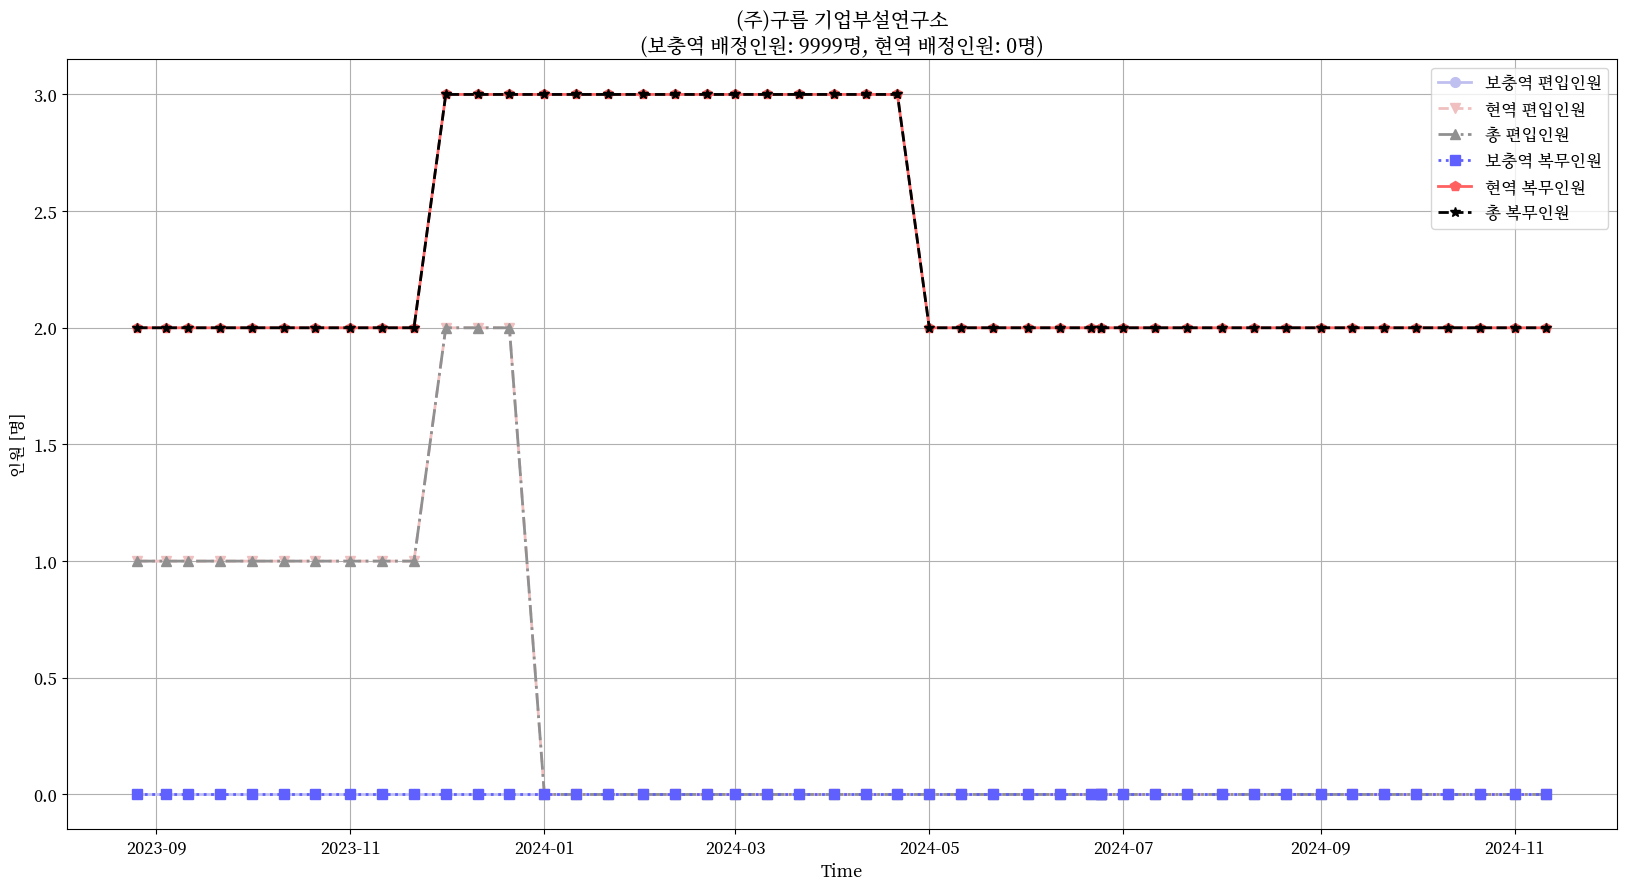 (주)구름 기업부설연구소
(보충역 배정인원: 9999명, 현역 배정인원: 0명)
보충역 편입인원
현역 편입인원
총 편입인원
보충역 복무인원
현역 복무인원
총 복무인원
인원 [명]
3.0
2.5
2.0
1.5
1.0
0.5
0.0
2023-09
2023-11
2024-01
2024-03
2024-05
2024-07
2024-09
2024-11
Time